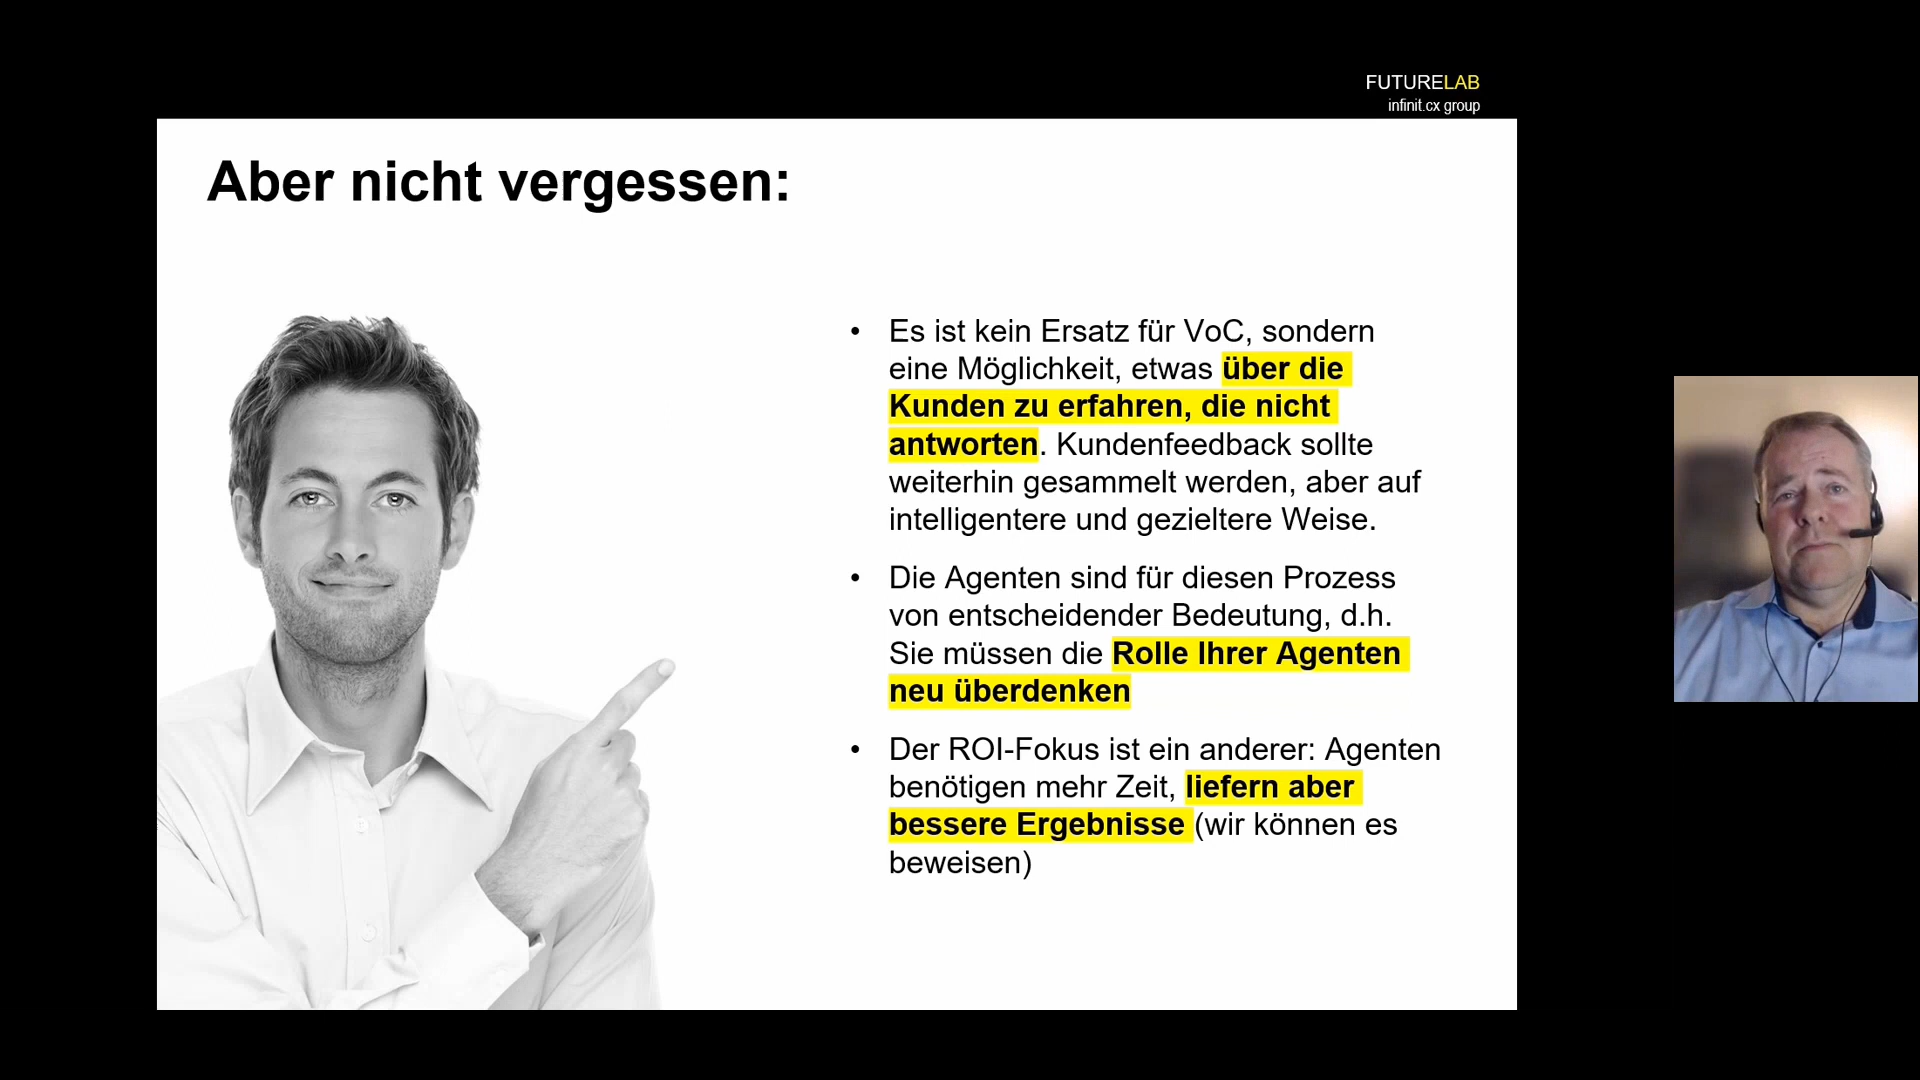 FUTURELAB
infinit.cx group
Aber nicht vergessen:
• Es ist kein Ersatz für VoC, sondern
eine Möglichkeit, etwas über die
Kunden zu erfahren, die nicht
antworten. Kundenfeedback sollte
weiterhin gesammelt werden, aber auf
intelligentere und gezieltere Weise.
• Die Agenten sind für diesen Prozess
von entscheidender Bedeutung, d.h.
Sie müssen die Rolle Ihrer Agenten
neu überdenken
• Der ROI-Fokus ist ein anderer: Agenten
benötigen mehr Zeit, liefern aber
bessere Ergebnisse (wir können es
beweisen)